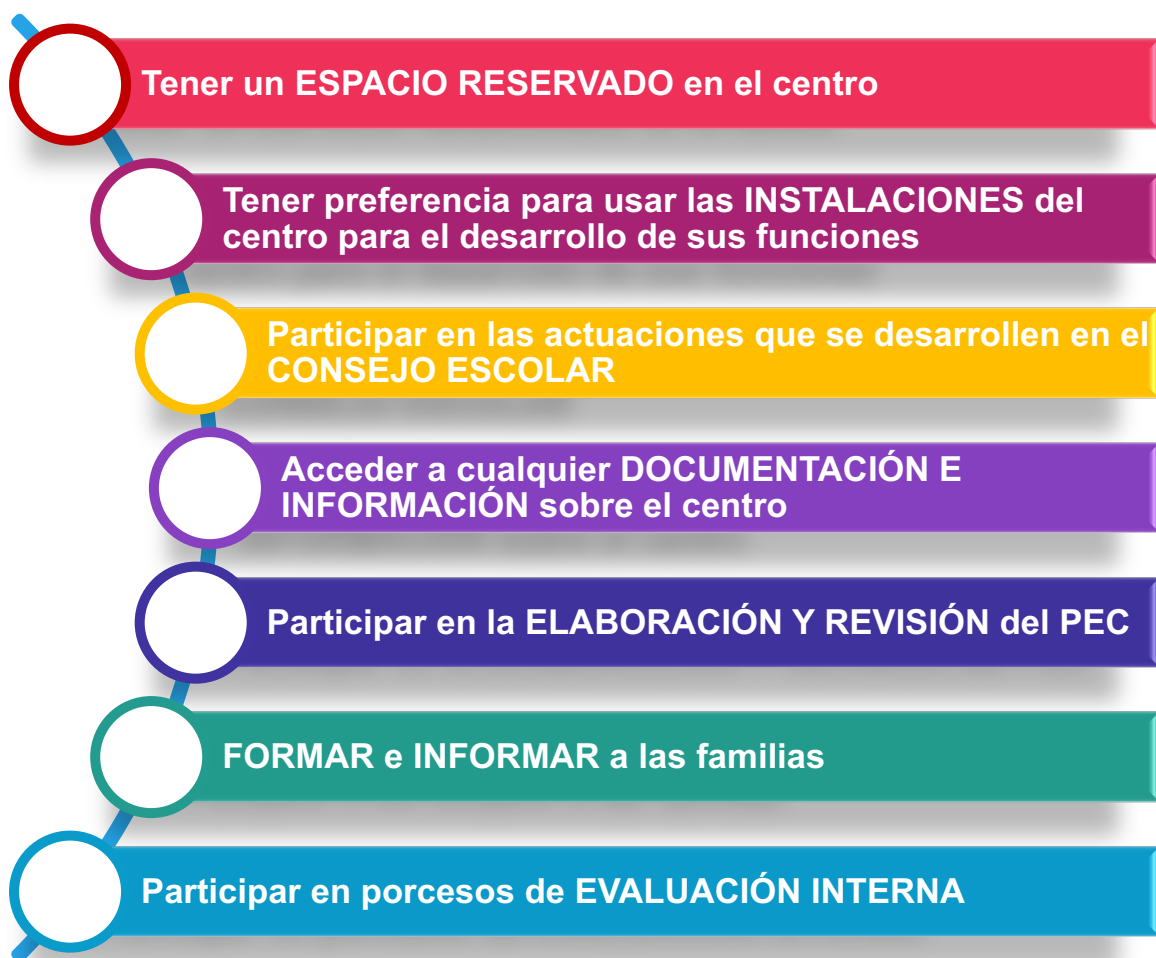 Tener un ESPACIO RESERVADO en el centro
Tener preferencia para usar las INSTALACIONES del
centro para el desarrollo de sus funciones
Participar en las actuaciones que se desarrollen en el
CONSEJO ESCOLAR
Acceder a cualquier DOCUMENTACIÓN E
INFORMACIÓN sobre el centro
Participar en la ELABORACIÓN Y REVISIÓN del PEC
FORMAR e INFORMAR a las familias
Participar en porcesos de EVALUACIÓN INTERNA